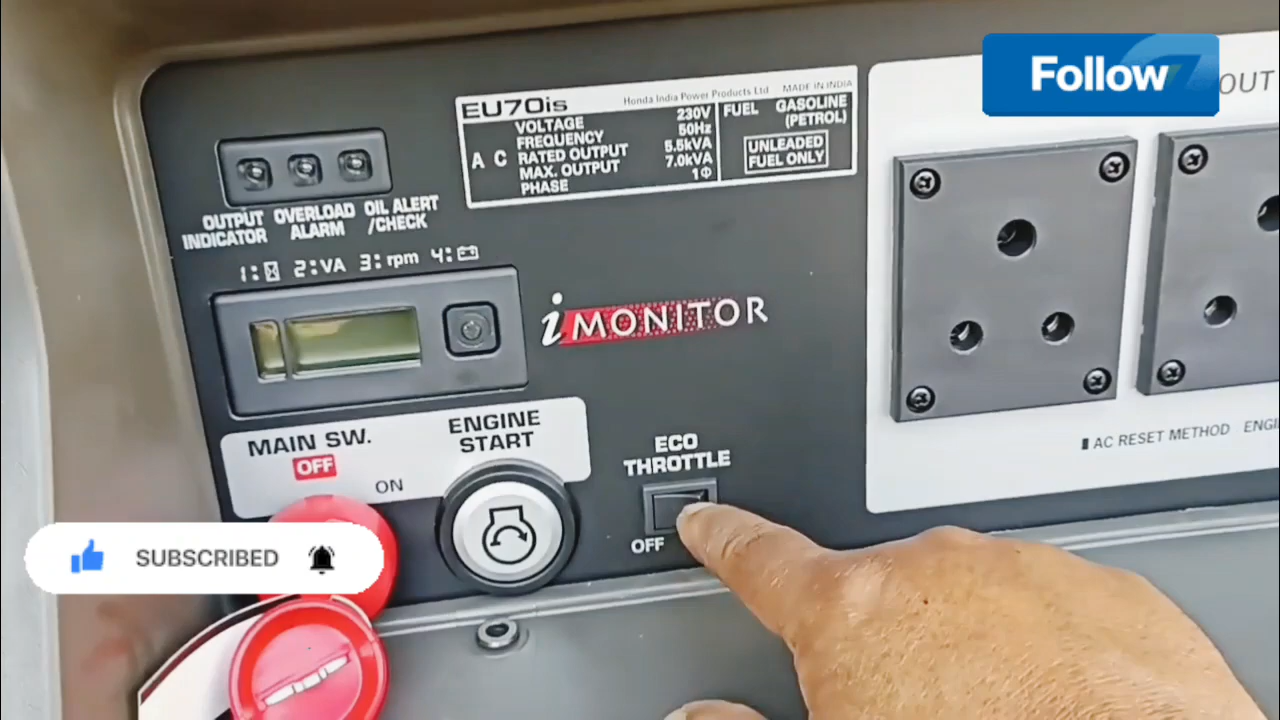 Follow
OUT
EU70is
Honda India Power Products Ltd
MADE IN INDIA
A C
VOLTAGE 230V
FREQUENCY 50Hz
RATED OUTPUT 5.5kVA
MAX. OUTPUT 7.0kVA
PHASE 1Φ
FUEL GASOLINE
(PETROL)
UNLEADED
FUEL ONLY
OUTPUT
INDICATOR
OVERLOAD
ALARM
OIL ALERT
/CHECK
1: 2:VA 3:rpm 4:
i MONITOR
MAIN SW.
OFF
ON
ENGINE
START
ECO
THROTTLE
OFF
AC RESET METHOD
SUBSCRIBED